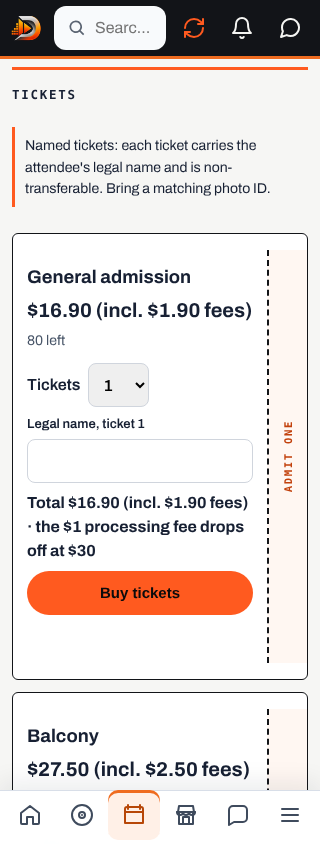 Searc...
TICKETS
Named tickets: each ticket carries the
attendee's legal name and is non-
transferable. Bring a matching photo ID.
General admission
$16.90 (incl. $1.90 fees)
80 left
Tickets 1
Legal name, ticket 1
Total $16.90 (incl. $1.90 fees)
· the $1 processing fee drops
off at $30
Buy tickets
ADMIT ONE
Balcony
$27.50 (incl. $2.50 fees)